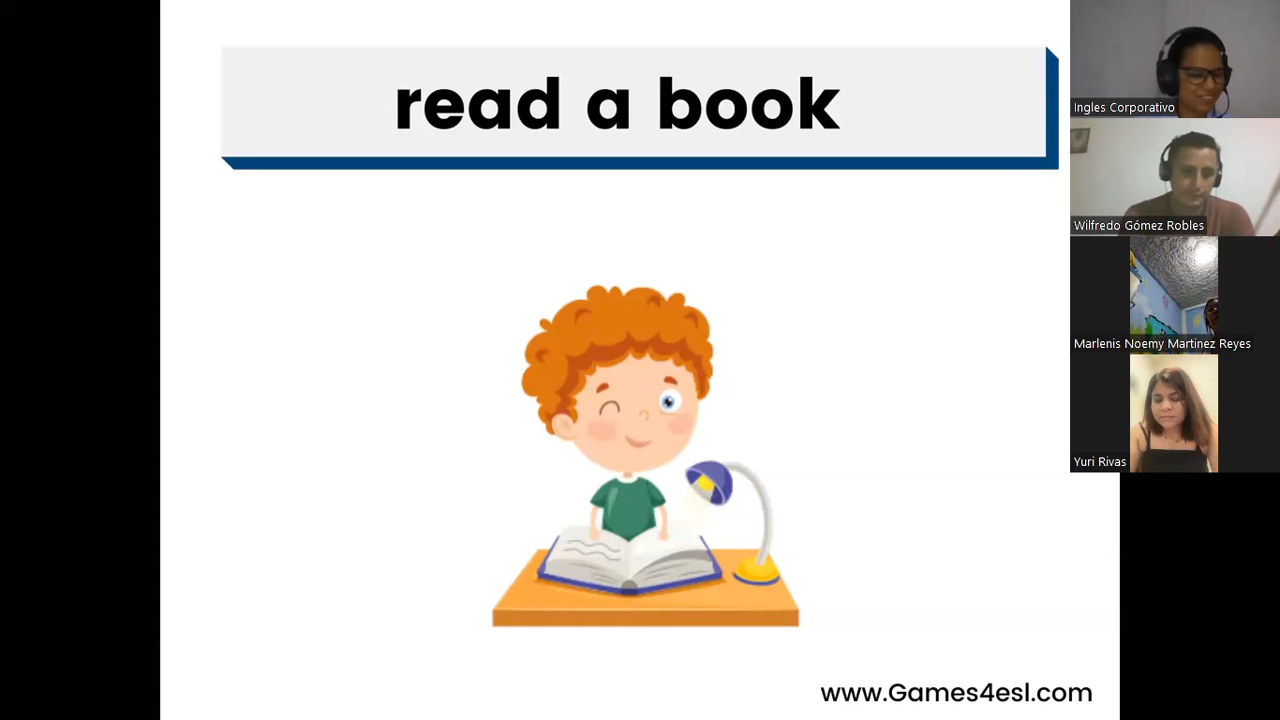 read a book
Ingles Corporativo
Wilfredo Gómez Robles
Marlenis Noemy Martinez Reyes
Yuri Rivas
www.Games4esl.com